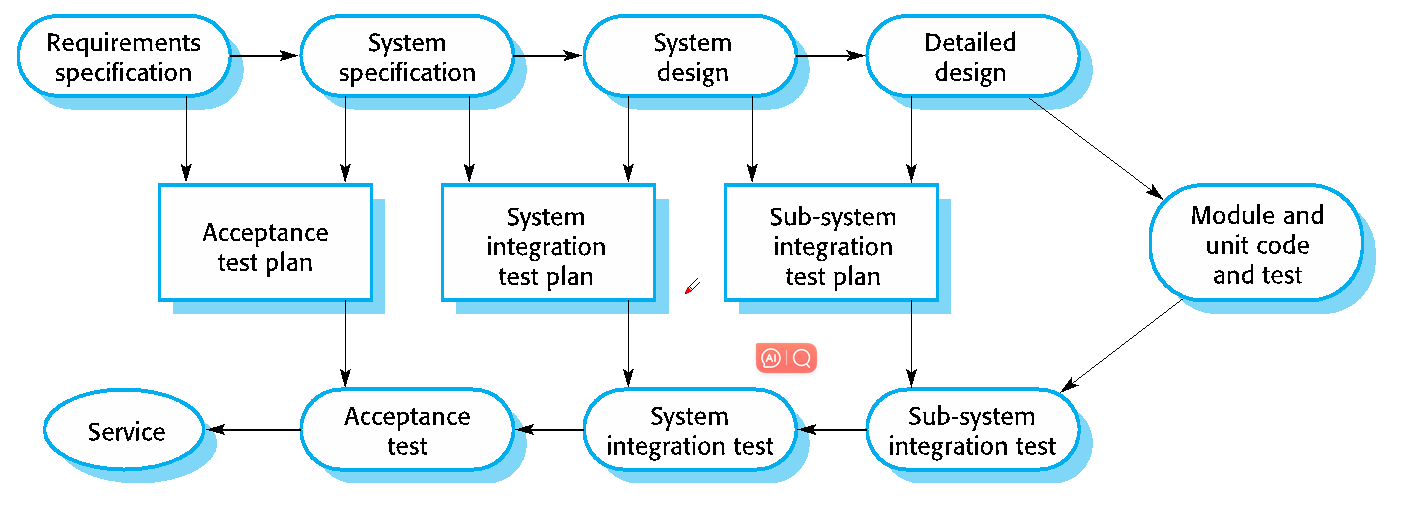 Requirements
specification
System
specification
System
design
Detailed
design
Acceptance
test plan
System
integration
test plan
Sub-system
integration
test plan
Module and
unit code
and test
AI
Service
Acceptance
test
System
integration test
Sub-system
integration test